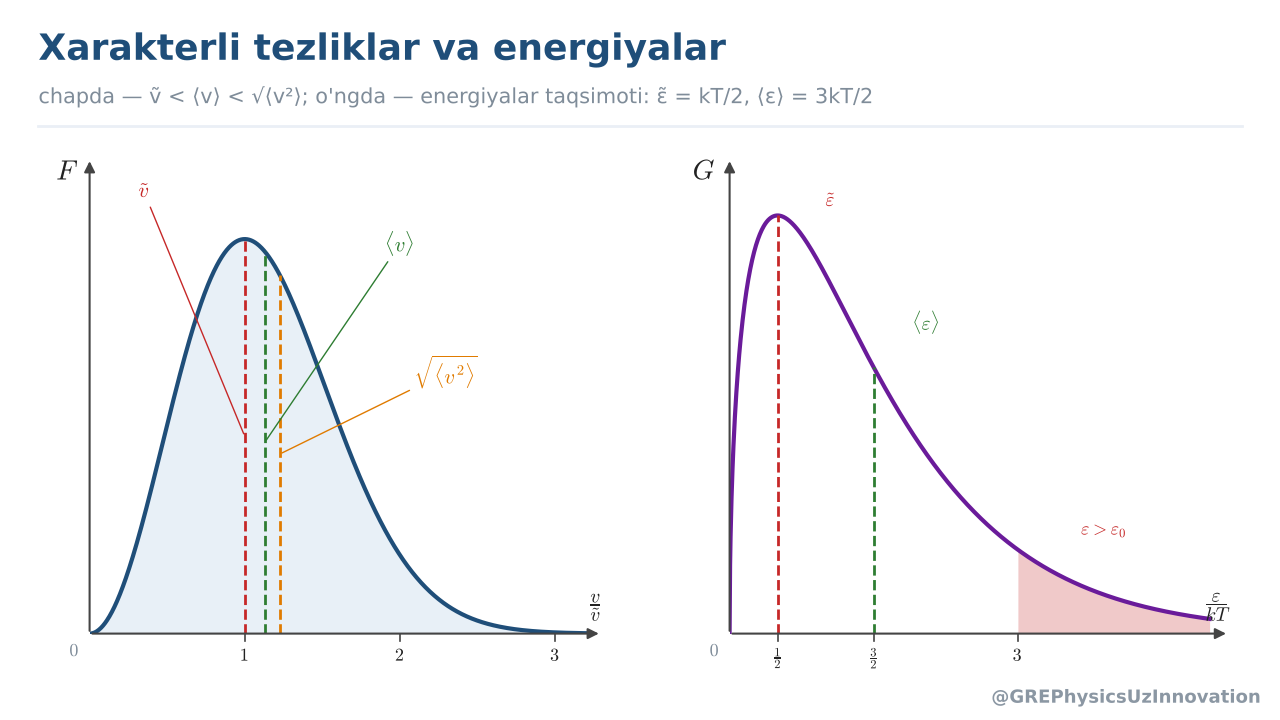 Xarakterli tezliklar va energiyalar
chapda — ṽ < ⟨v⟩ < √⟨v²⟩; o'ngda — energiyalar taqsimoti: ε̃ = kT/2, ⟨ε⟩ = 3kT/2
F
ṽ
⟨v⟩
√⟨v²⟩
v/ṽ
0
1
2
3
G
ε̃
⟨ε⟩
ε > ε₀
ε/kT
0
1/2
3/2
3
@GREPhysicsUzInnovation